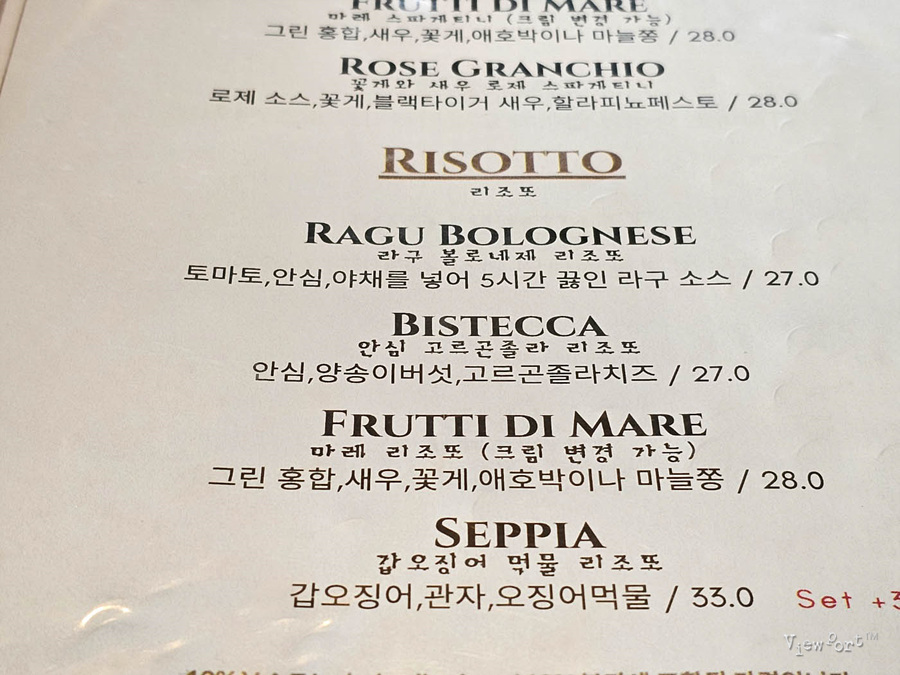 FRUTTI DI MARE
마레 스파게티니 (크림 변경 가능)
그린 홍합,새우,꽃게,애호박이나 마늘쫑 / 28.0
ROSE GRANCHIO
꽃게와 새우 로제 스파게티니
로제 소스,꽃게,블랙타이거 새우,할라피뇨페스토 / 28.0
RISOTTO
리조또
RAGU BOLOGNESE
라구 볼로네제 리조또
토마토,안심,야채를 넣어 5시간 끓인 라구 소스 / 27.0
BISTECCA
안심 고르곤졸라 리조또
안심,양송이버섯,고르곤졸라치즈 / 27.0
FRUTTI DI MARE
마레 리조또 (크림 변경 가능)
그린 홍합,새우,꽃게,애호박이나 마늘쫑 / 28.0
SEPPIA
갑오징어 먹물 리조또
갑오징어,관자,오징어먹물 / 33.0 Set +3
Viewport™